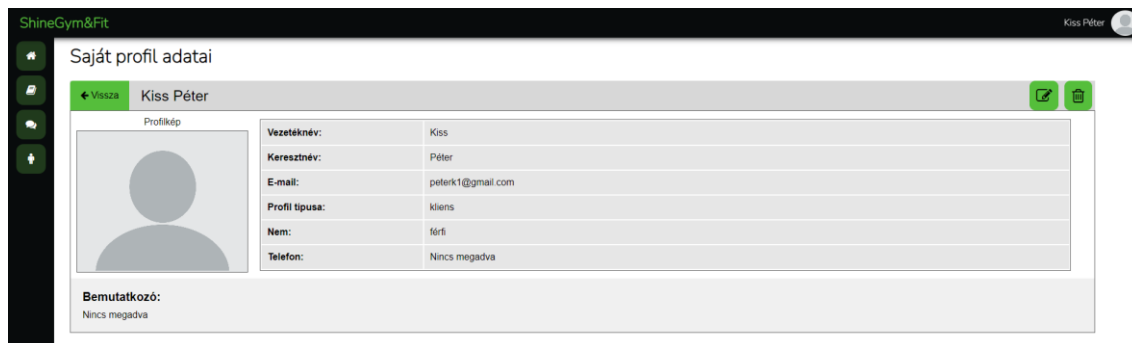 ShineGym&Fit
Kiss Péter
Saját profil adatai
Vissza Kiss Péter
Profilkép
Vezetéknév: Kiss
Keresztnév: Péter
E-mail: peterk1@gmail.com
Profil típusa: kliens
Nem: férfi
Telefon: Nincs megadva
Bemutatkozó:
Nincs megadva